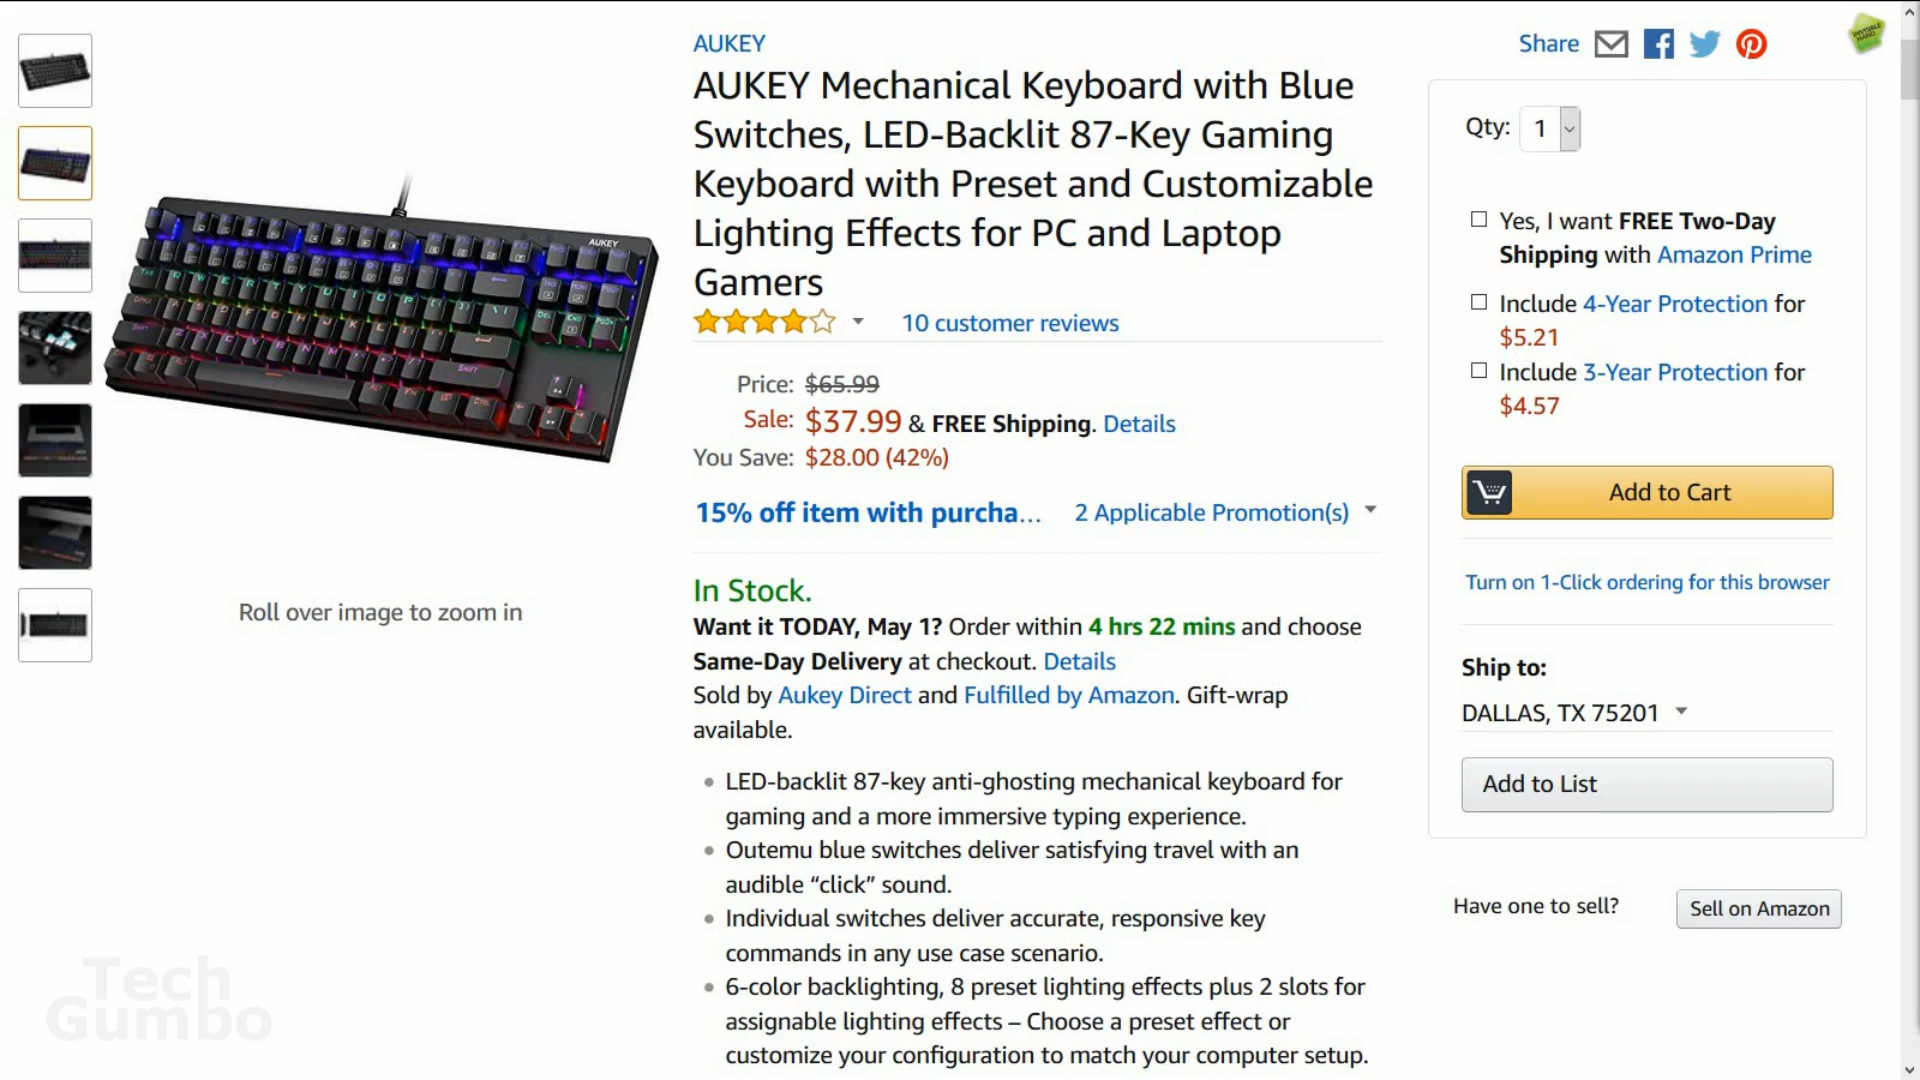 AUKEY
AUKEY Mechanical Keyboard with Blue
Switches, LED-Backlit 87-Key Gaming
Keyboard with Preset and Customizable
Lighting Effects for PC and Laptop
Gamers
10 customer reviews
Price: $65.99
Sale: $37.99 & FREE Shipping. Details
You Save: $28.00 (42%)
15% off item with purcha... 2 Applicable Promotion(s)
In Stock.
Want it TODAY, May 1? Order within 4 hrs 22 mins and choose
Same-Day Delivery at checkout. Details
Sold by Aukey Direct and Fulfilled by Amazon. Gift-wrap
available.
LED-backlit 87-key anti-ghosting mechanical keyboard for
gaming and a more immersive typing experience.
Outemu blue switches deliver satisfying travel with an
audible “click” sound.
Individual switches deliver accurate, responsive key
commands in any use case scenario.
6-color backlighting, 8 preset lighting effects plus 2 slots for
assignable lighting effects – Choose a preset effect or
customize your configuration to match your computer setup.
AUKEY
Roll over image to zoom in
Tech
Gumbo
Share
INVISIBLE
HAND
Qty: 1
Yes, I want FREE Two-Day
Shipping with Amazon Prime
Include 4-Year Protection for
$5.21
Include 3-Year Protection for
$4.57
Add to Cart
Turn on 1-Click ordering for this browser
Ship to:
DALLAS, TX 75201
Add to List
Have one to sell? Sell on Amazon